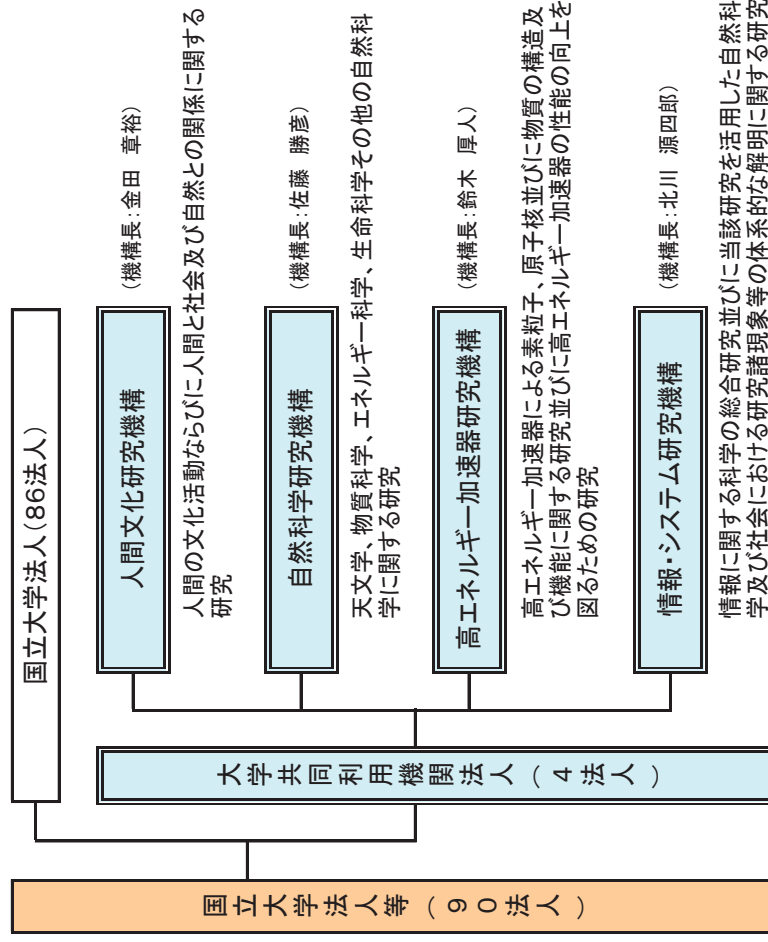 国立大学法人等(90法人)
国立大学法人(86法人)
大学共同利用機関法人(4法人)
人間文化研究機構
(機構長:金田 章裕)
人間の文化活動ならびに人間と社会及び自然との関係に関する
研究
自然科学研究機構
(機構長:佐藤 勝彦)
天文学、物質科学、エネルギー科学、生命科学その他の自然科
学に関する研究
高エネルギー加速器研究機構
(機構長:鈴木 厚人)
高エネルギー加速器による素粒子、原子核並びに物質の構造及
び機能に関する研究並びに高エネルギー加速器の性能の向上を
図るための研究
情報・システム研究機構
(機構長:北川 源四郎)
情報に関する科学の総合研究並びに当該研究を活用した自然科
学及び社会における研究諸現象等の体系的な解明に関する研究